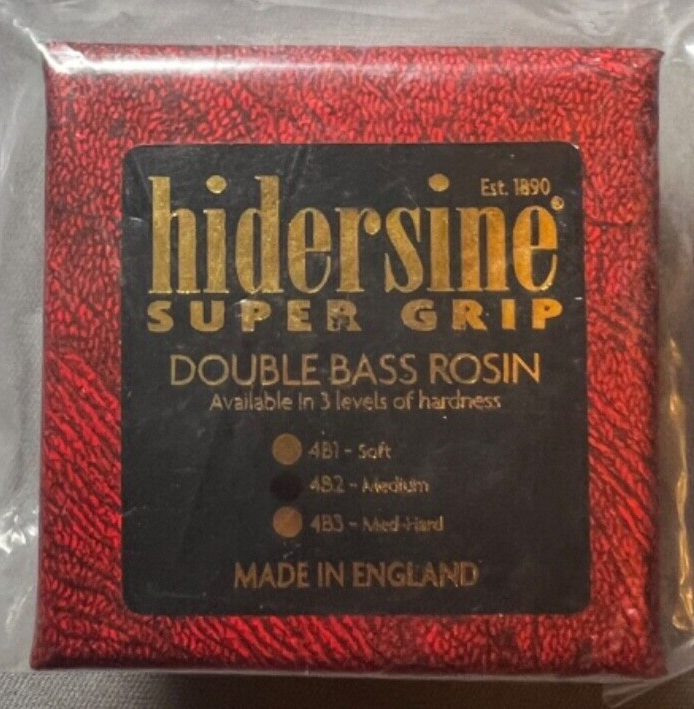 Est. 1890
hidersine®
SUPER GRIP
DOUBLE BASS ROSIN
Available in 3 levels of hardness
4B1 - Soft
4B2 - Medium
4B3 - Med-Hard
MADE IN ENGLAND